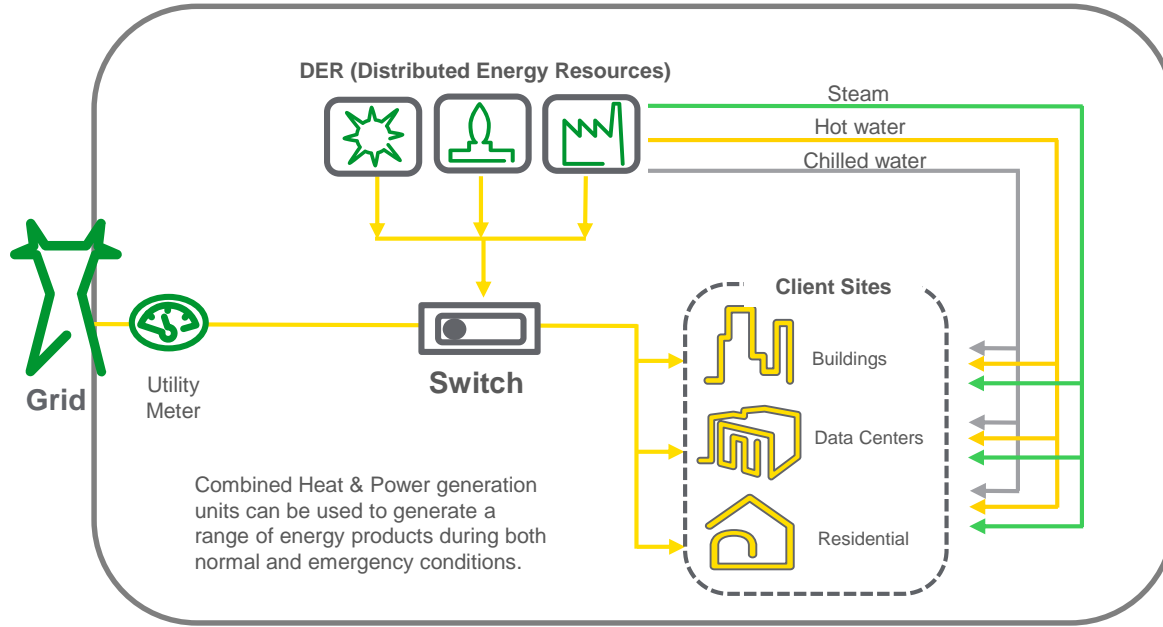 DER (Distributed Energy Resources)
Steam
Hot water
Chilled water
Client Sites
Buildings
Switch
Grid
Utility
Meter
Data Centers
Combined Heat & Power generation
units can be used to generate a
range of energy products during both
normal and emergency conditions.
Residential